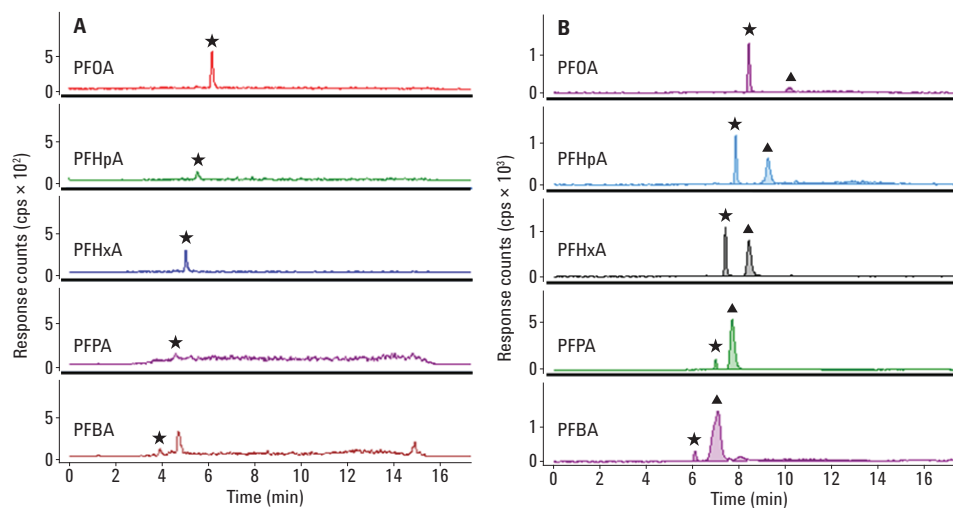 A
PFOA
5
0
PFHpA
5
0
PFHxA
5
0
PFPA
5
0
PFBA
5
0
0 2 4 6 8 10 12 14 16
Time (min)
Response counts (cps × 10²)
B
PFOA
1
0
PFHpA
1
0
PFHxA
1
0
PFPA
5
0
PFBA
1
0
0 2 4 6 8 10 12 14 16
Time (min)
Response counts (cps × 10³)